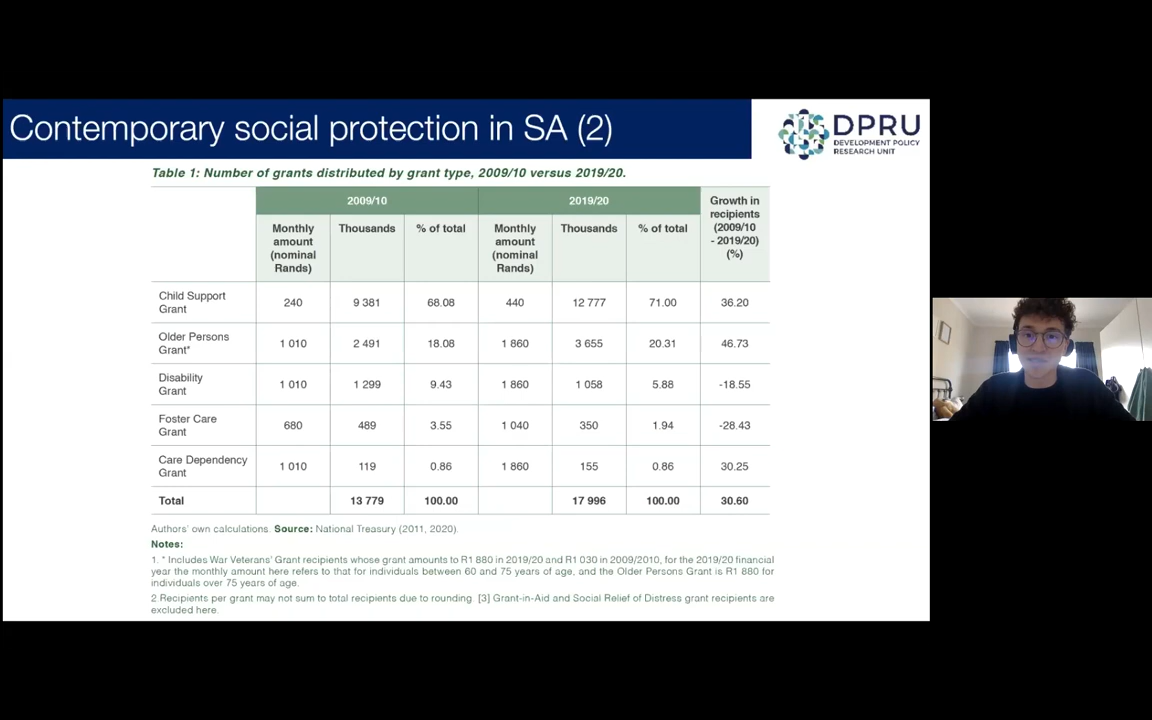 Contemporary social protection in SA (2)
DPRU
DEVELOPMENT POLICY
RESEARCH UNIT
Table 1: Number of grants distributed by grant type, 2009/10 versus 2019/20.
2009/10 2019/20 Growth in
recipients
(2009/10
- 2019/20)
(%)
Monthly
amount
(nominal
Rands) Thousands % of total Monthly
amount
(nominal
Rands) Thousands % of total
Child Support
Grant 240 9 381 68.08 440 12 777 71.00 36.20
Older Persons
Grant* 1 010 2 491 18.08 1 860 3 655 20.31 46.73
Disability
Grant 1 010 1 299 9.43 1 860 1 058 5.88 -18.55
Foster Care
Grant 680 489 3.55 1 040 350 1.94 -28.43
Care Dependency
Grant 1 010 119 0.86 1 860 155 0.86 30.25
Total 13 779 100.00 17 996 100.00 30.60
Authors' own calculations. Source: National Treasury (2011, 2020).
Notes:
1. * Includes War Veterans' Grant recipients whose grant amounts to R1 880 in 2019/20 and R1 030 in 2009/2010, for the 2019/20 financial
year the monthly amount here refers to that for individuals between 60 and 75 years of age, and the Older Persons Grant is R1 880 for
individuals over 75 years of age.
2 Recipients per grant may not sum to total recipients due to rounding. [3] Grant-in-Aid and Social Relief of Distress grant recipients are
excluded here.